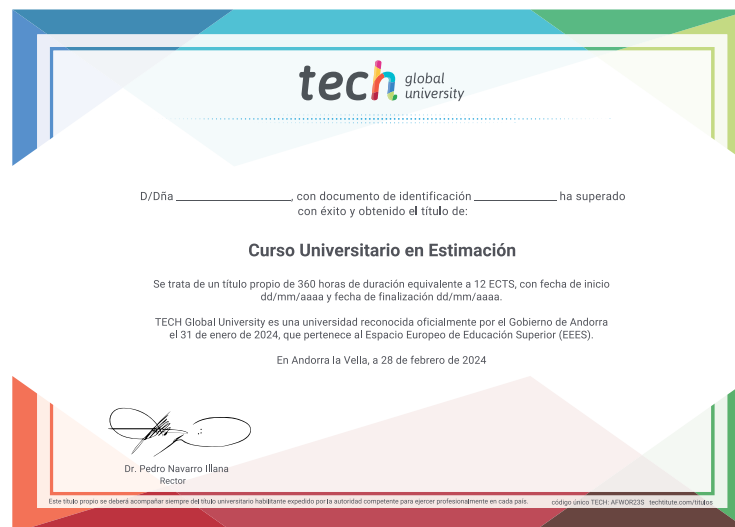 tech global university
D/Dña ____________________, con documento de identificación ______________ ha superado
con éxito y obtenido el título de:
Curso Universitario en Estimación
Se trata de un título propio de 360 horas de duración equivalente a 12 ECTS, con fecha de inicio
dd/mm/aaaa y fecha de finalización dd/mm/aaaa.
TECH Global University es una universidad reconocida oficialmente por el Gobierno de Andorra
el 31 de enero de 2024, que pertenece al Espacio Europeo de Educación Superior (EEES).
En Andorra la Vella, a 28 de febrero de 2024
Dr. Pedro Navarro Illana
Rector
Este título propio se deberá acompañar siempre del título universitario habilitante expedido por la autoridad competente para ejercer profesionalmente en cada país. código único TECH: AFWOR23S techtitute.com/titulos